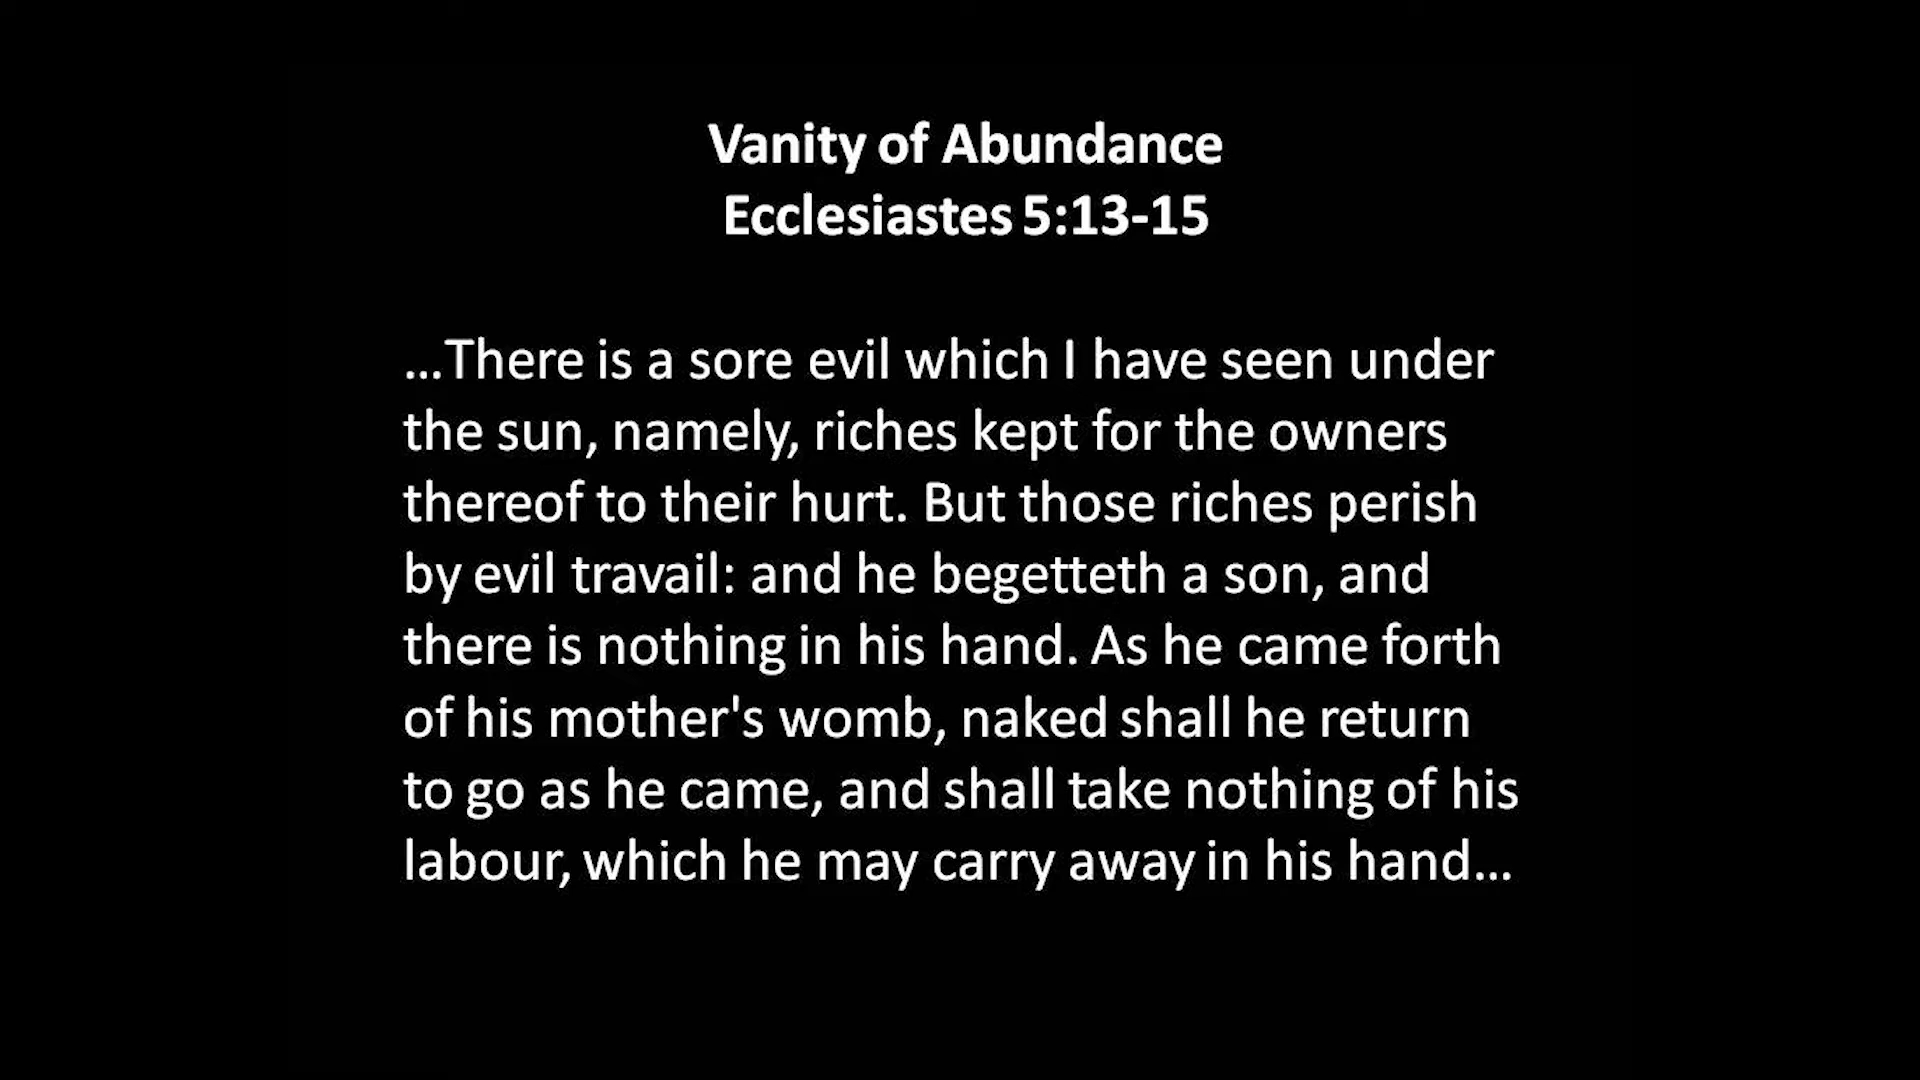 Vanity of Abundance
Ecclesiastes 5:13-15
...There is a sore evil which I have seen under
the sun, namely, riches kept for the owners
thereof to their hurt. But those riches perish
by evil travail: and he begetteth a son, and
there is nothing in his hand. As he came forth
of his mother's womb, naked shall he return
to go as he came, and shall take nothing of his
labour, which he may carry away in his hand...